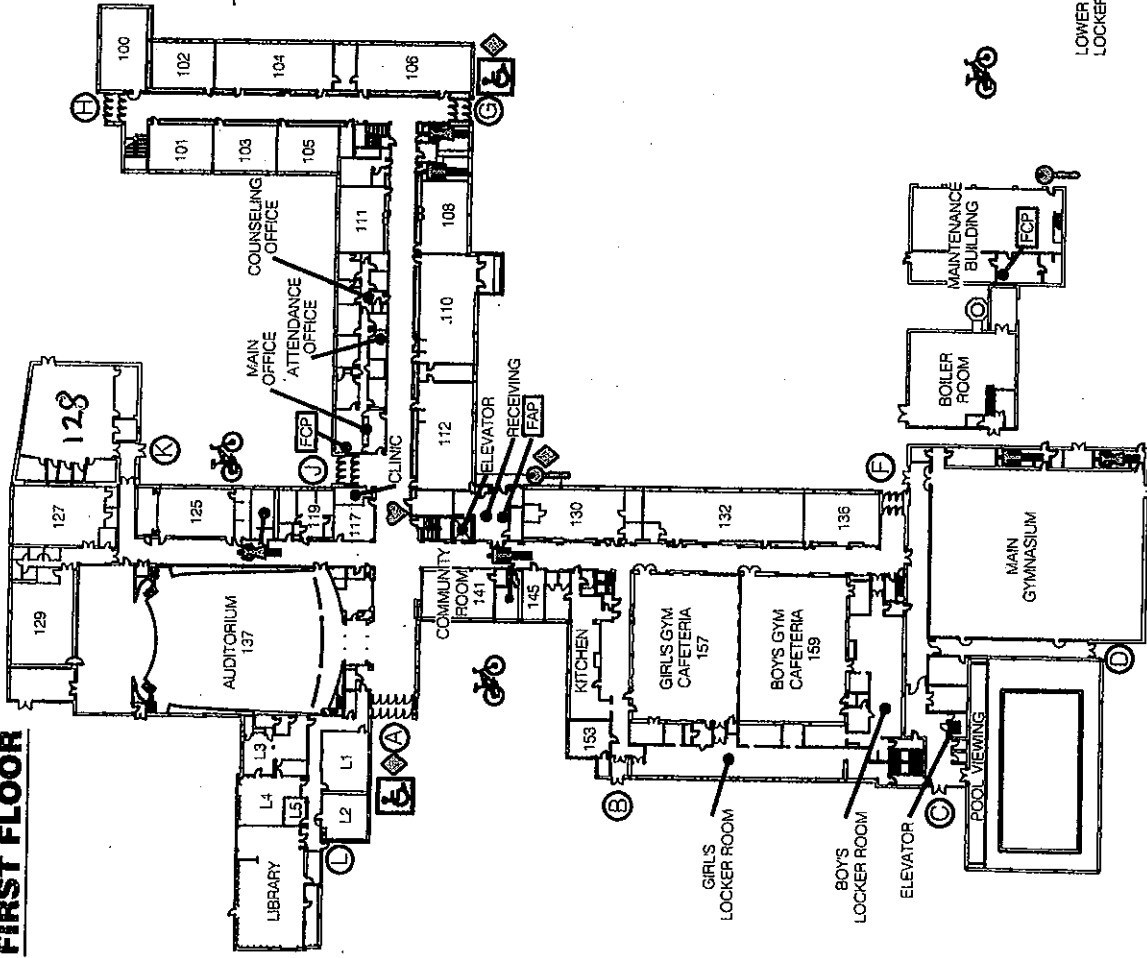 FIRST FLOOR
100
102
104
106
H
G
101
103
105
COUNSELING
OFFICE
111
108
ATTENDANCE
OFFICE
MAIN
OFFICE
110
112
FCP
J
CLINIC
ELEVATOR
RECEIVING
FAP
128
K
127
125
119
117
129
AUDITORIUM
137
COMMUNITY
ROOM
141
145
130
132
136
F
KITCHEN
153
GIRLS GYM
CAFETERIA
157
BOY'S GYM
CAFETERIA
159
L3
L4
L5
L1
L2
LIBRARY
L
A
B
GIRL'S
LOCKER ROOM
BOY'S
LOCKER ROOM
ELEVATOR
C
POOL VIEWING
D
MAIN
GYMNASIUM
BOILER
ROOM
MAINTENANCE
BUILDING
FCP
LOWER
LOCKER